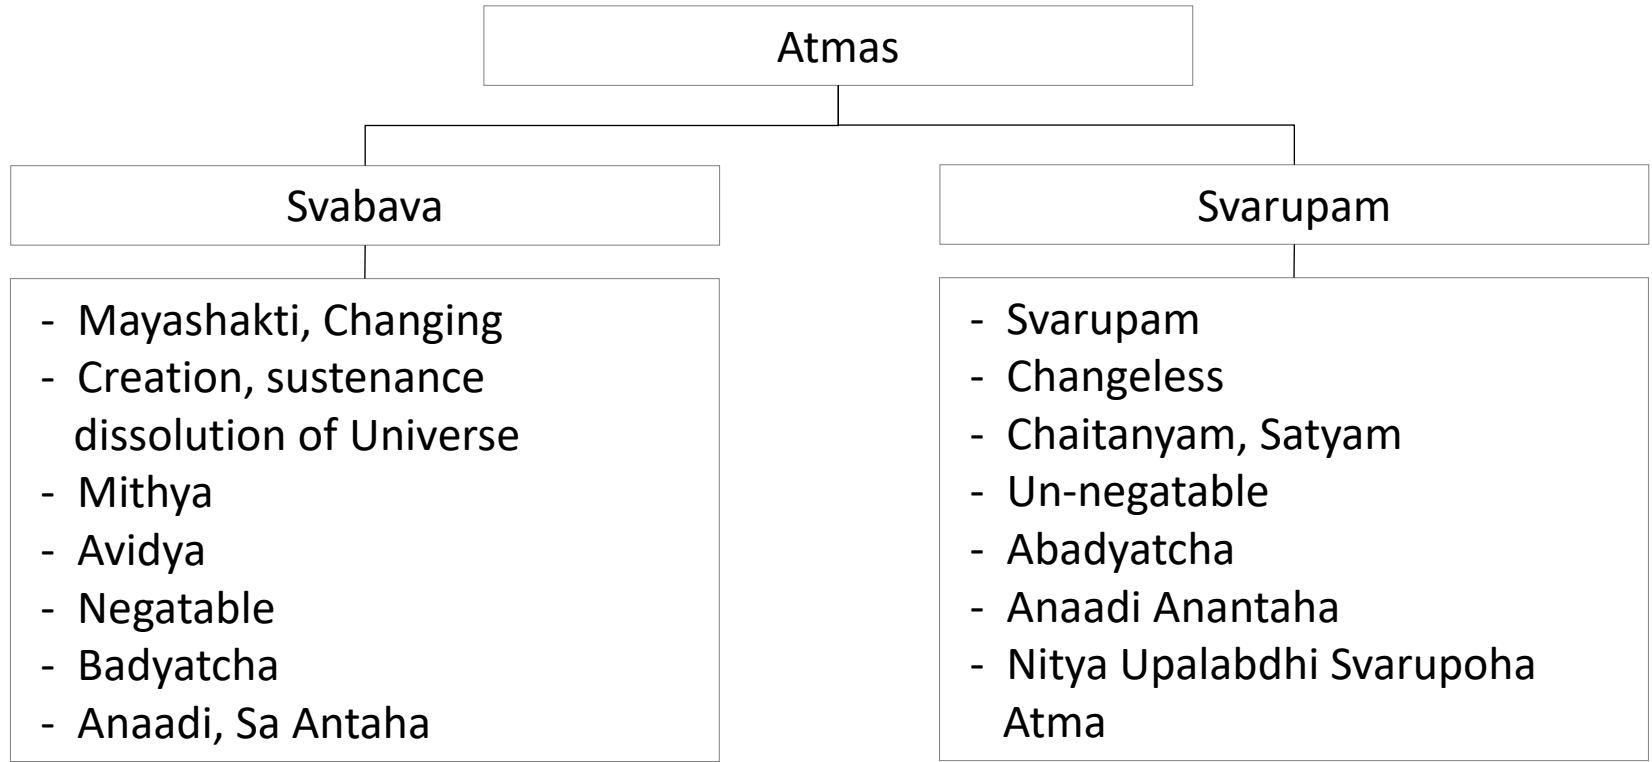 Atmas
Svabava
- Mayashakti, Changing
- Creation, sustenance
dissolution of Universe
- Mithya
- Avidya
- Negatable
- Badyatcha
- Anaadi, Sa Antaha
Svarupam
- Svarupam
- Changeless
- Chaitanyam, Satyam
- Un-negatable
- Abadyatcha
- Anaadi Anantaha
- Nitya Upalabdhi Svarupoha
Atma